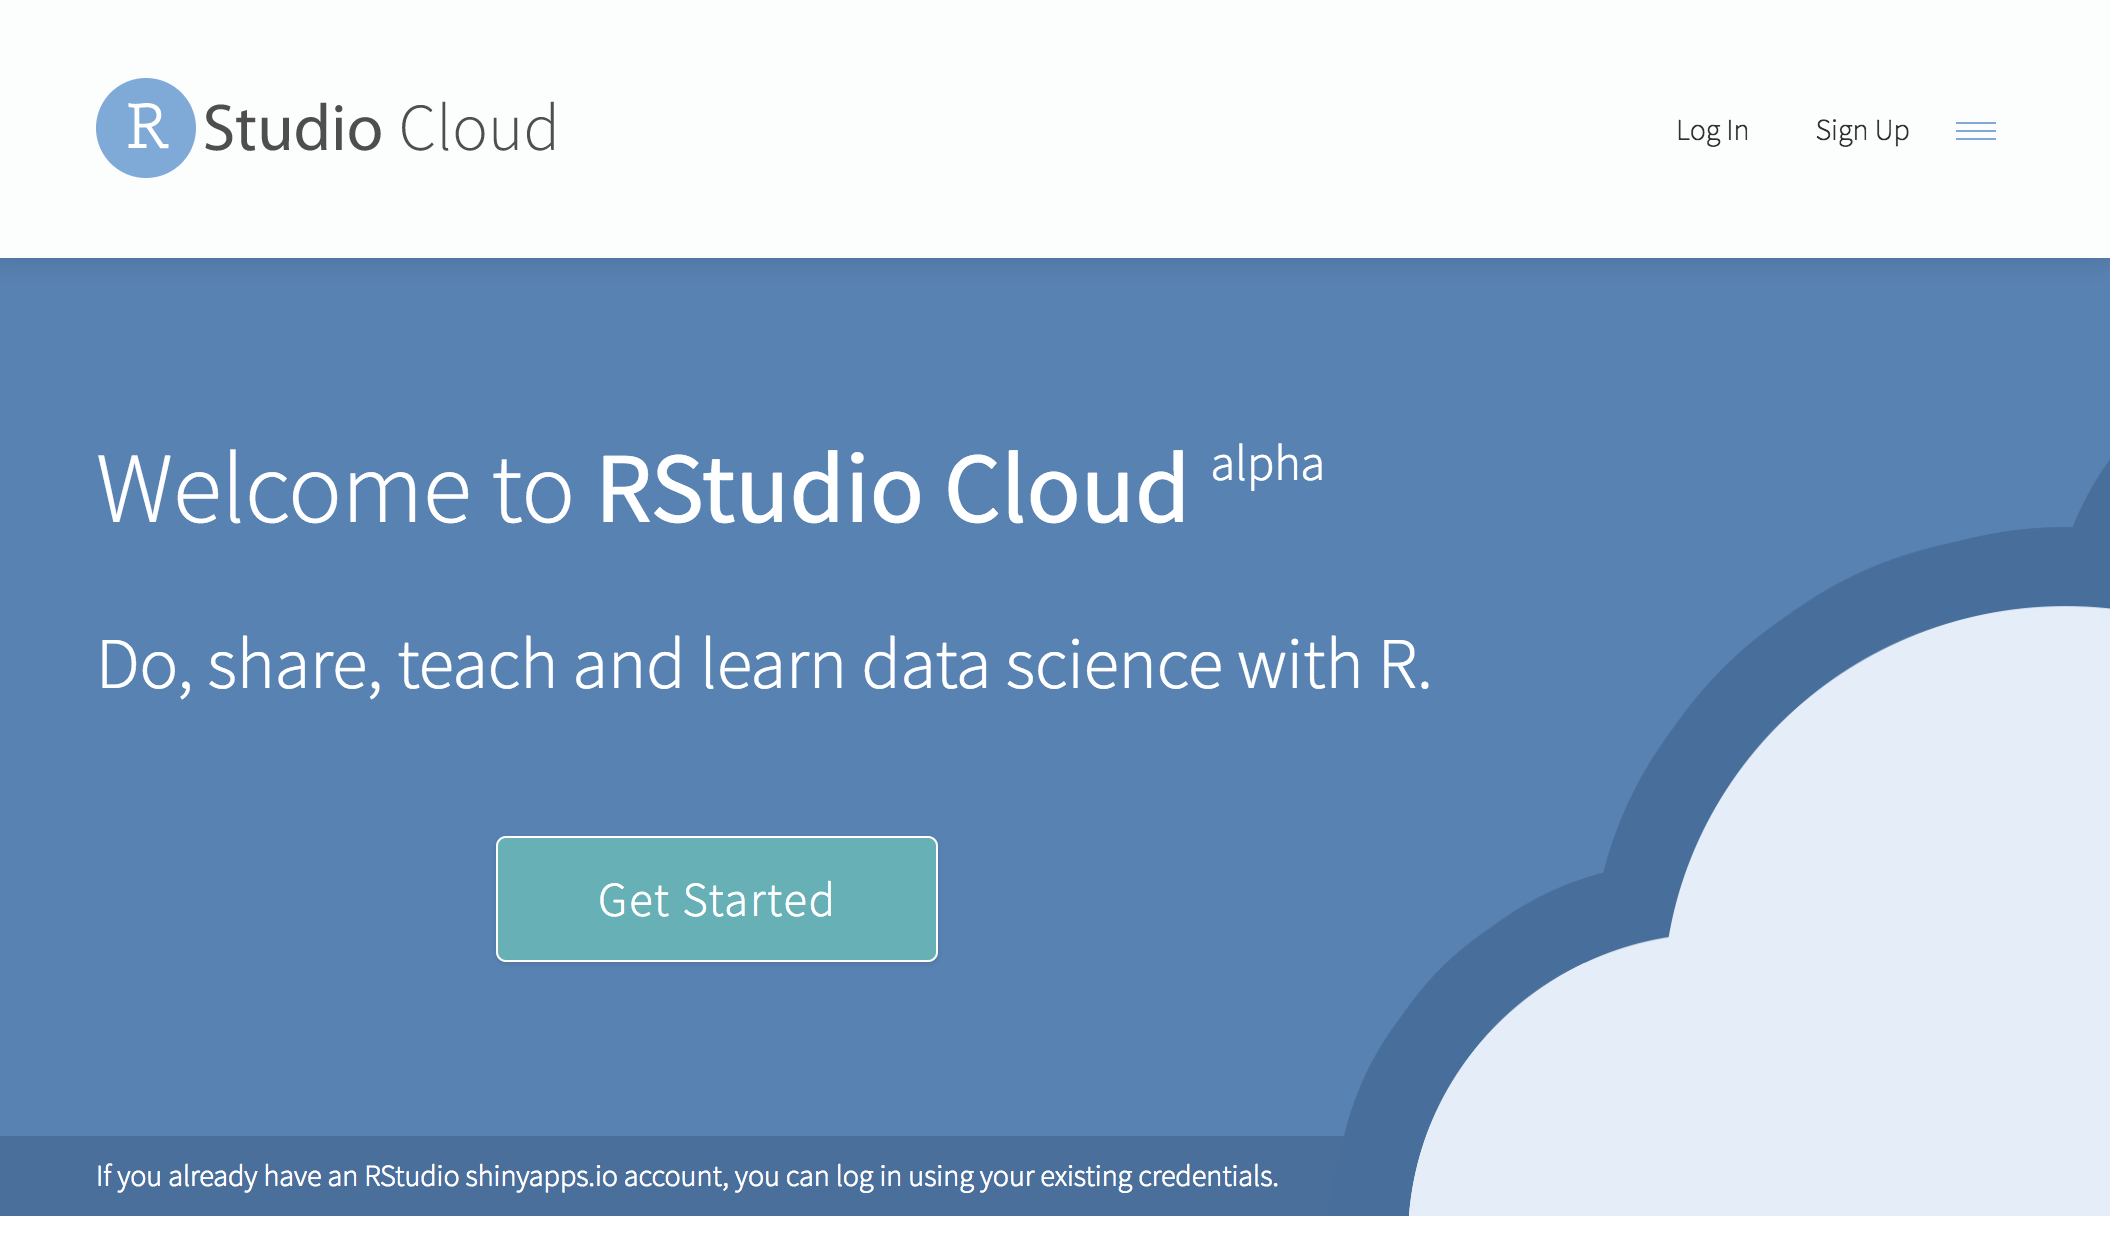 R Studio Cloud
Log In
Sign Up
Welcome to RStudio Cloud alpha
Do, share, teach and learn data science with R.
Get Started
If you already have an RStudio shinyapps.io account, you can log in using your existing credentials.